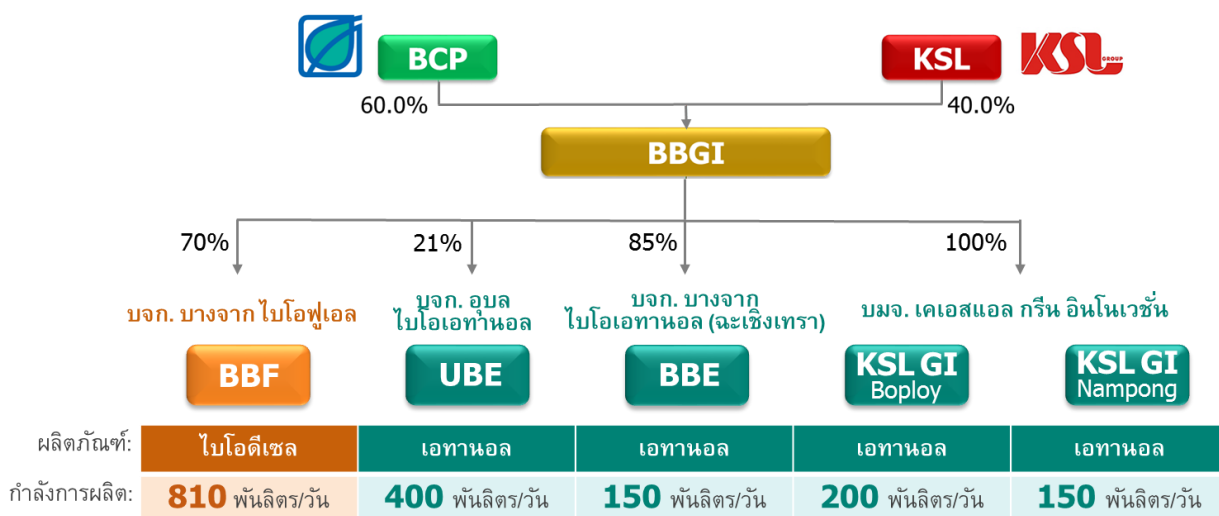 BCP
KSL
KSL GROUP
60.0%
40.0%
BBGI
70%
21%
85%
100%
บจก. บางจาก ไบโอฟูเอล
บจก. อุบล
ไบโอเอทานอล
บจก. บางจาก
ไบโอเอทานอล (ฉะเชิงเทรา)
บมจ. เคเอสแอล กรีน อินโนเวชั่น
BBF
UBE
BBE
KSL GI
Boploy
KSL GI
Nampong
ผลิตภัณฑ์: ไบโอดีเซล เอทานอล เอทานอล เอทานอล เอทานอล
กำลังการผลิต: 810 พันลิตร/วัน 400 พันลิตร/วัน 150 พันลิตร/วัน 200 พันลิตร/วัน 150 พันลิตร/วัน